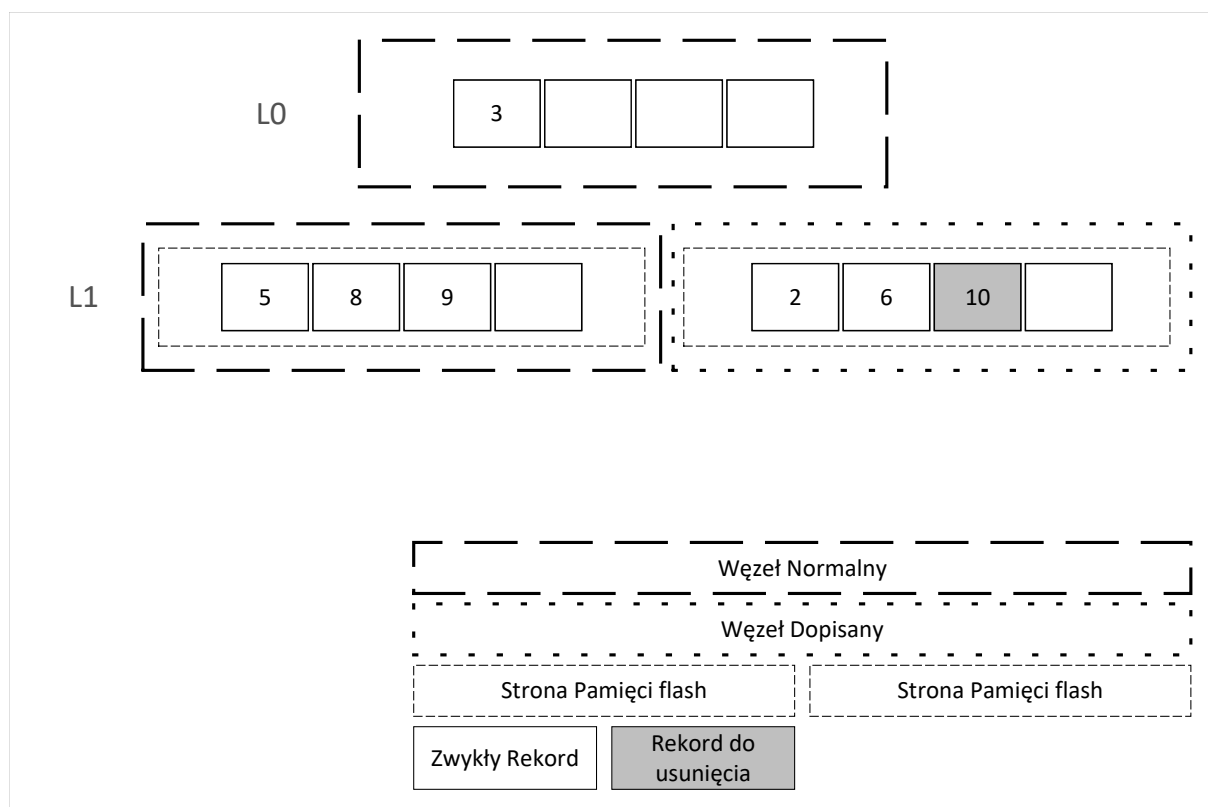 L0
3
L1
5 8 9
2 6 10
Węzeł Normalny
Węzeł Dopisany
Strona Pamięci flash
Strona Pamięci flash
Zwykły Rekord
Rekord do
usunięcia